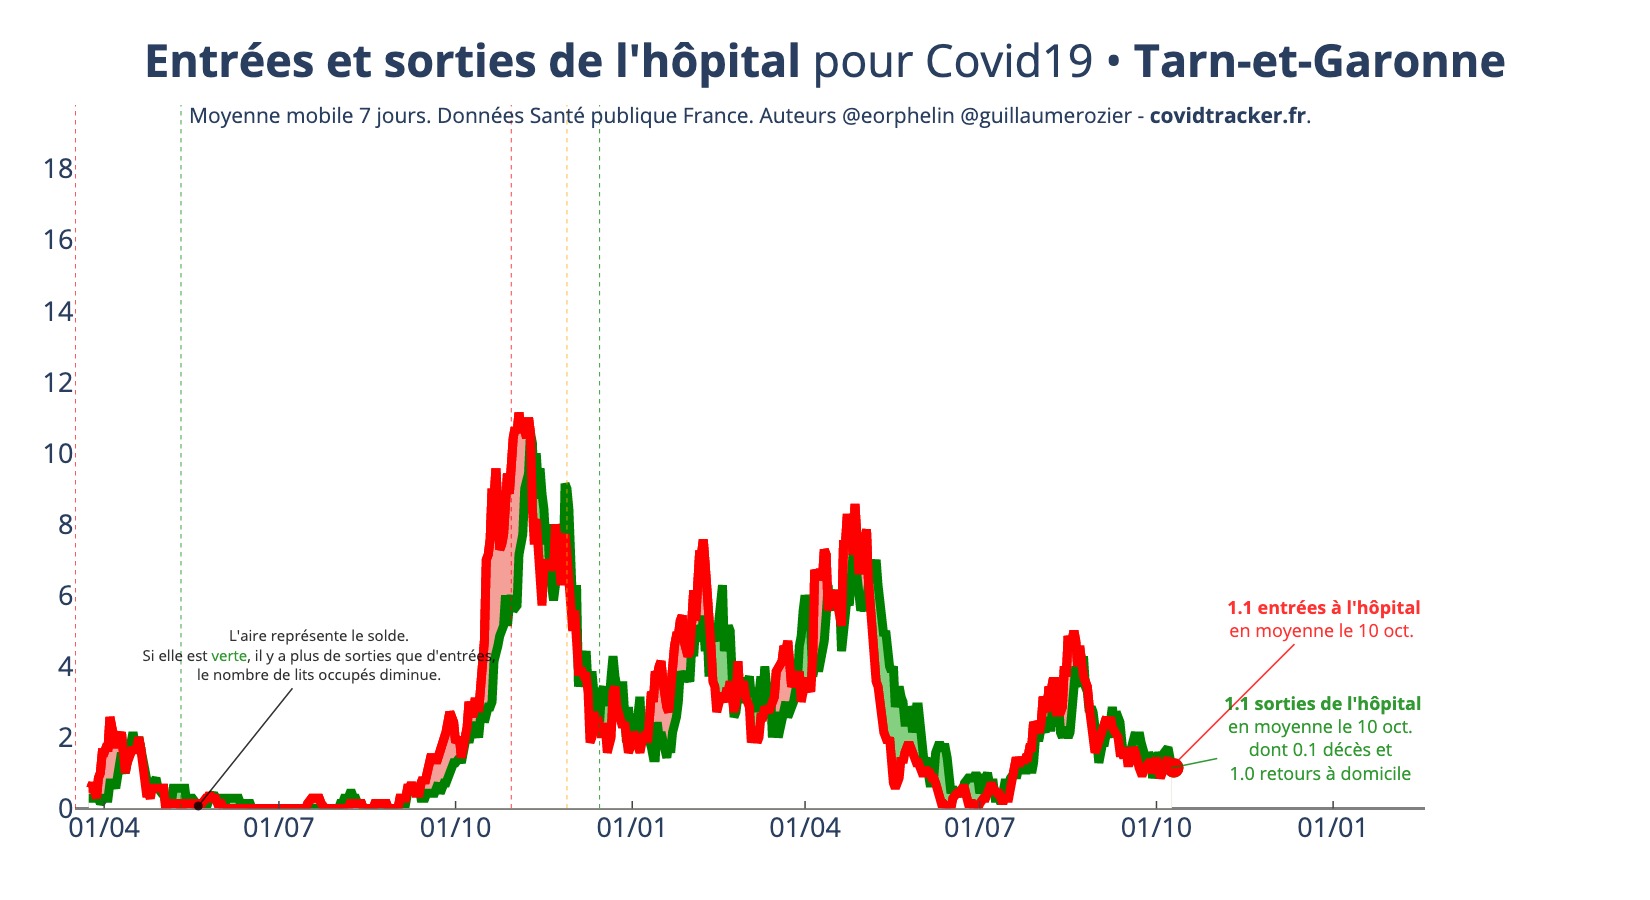 Entrées et sorties de l'hôpital pour Covid19 • Tarn-et-Garonne
Moyenne mobile 7 jours. Données Santé publique France. Auteurs @eorphelin @guillaumerozier - covidtracker.fr.
18
16
14
12
10
8
6
4
2
0
L'aire représente le solde.
Si elle est verte, il y a plus de sorties que d'entrées,
le nombre de lits occupés diminue.
1.1 entrées à l'hôpital
en moyenne le 10 oct.
1.1 sorties de l'hôpital
en moyenne le 10 oct.
dont 0.1 décès et
1.0 retours à domicile
01/04 01/07 01/10 01/01 01/04 01/07 01/10 01/01